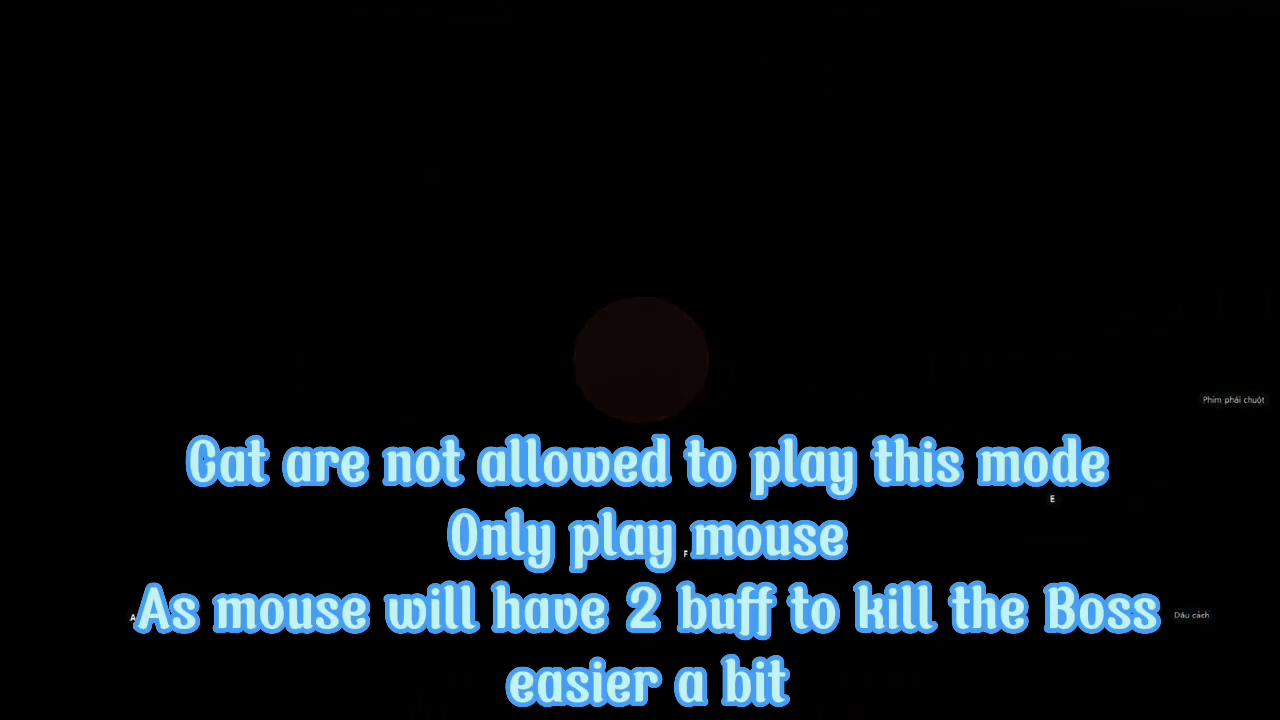 Phím phải chuột
Cat are not allowed to play this mode
E
Only play mouse
F
As mouse will have 2 buff to kill the Boss
A
Dấu cách
easier a bit